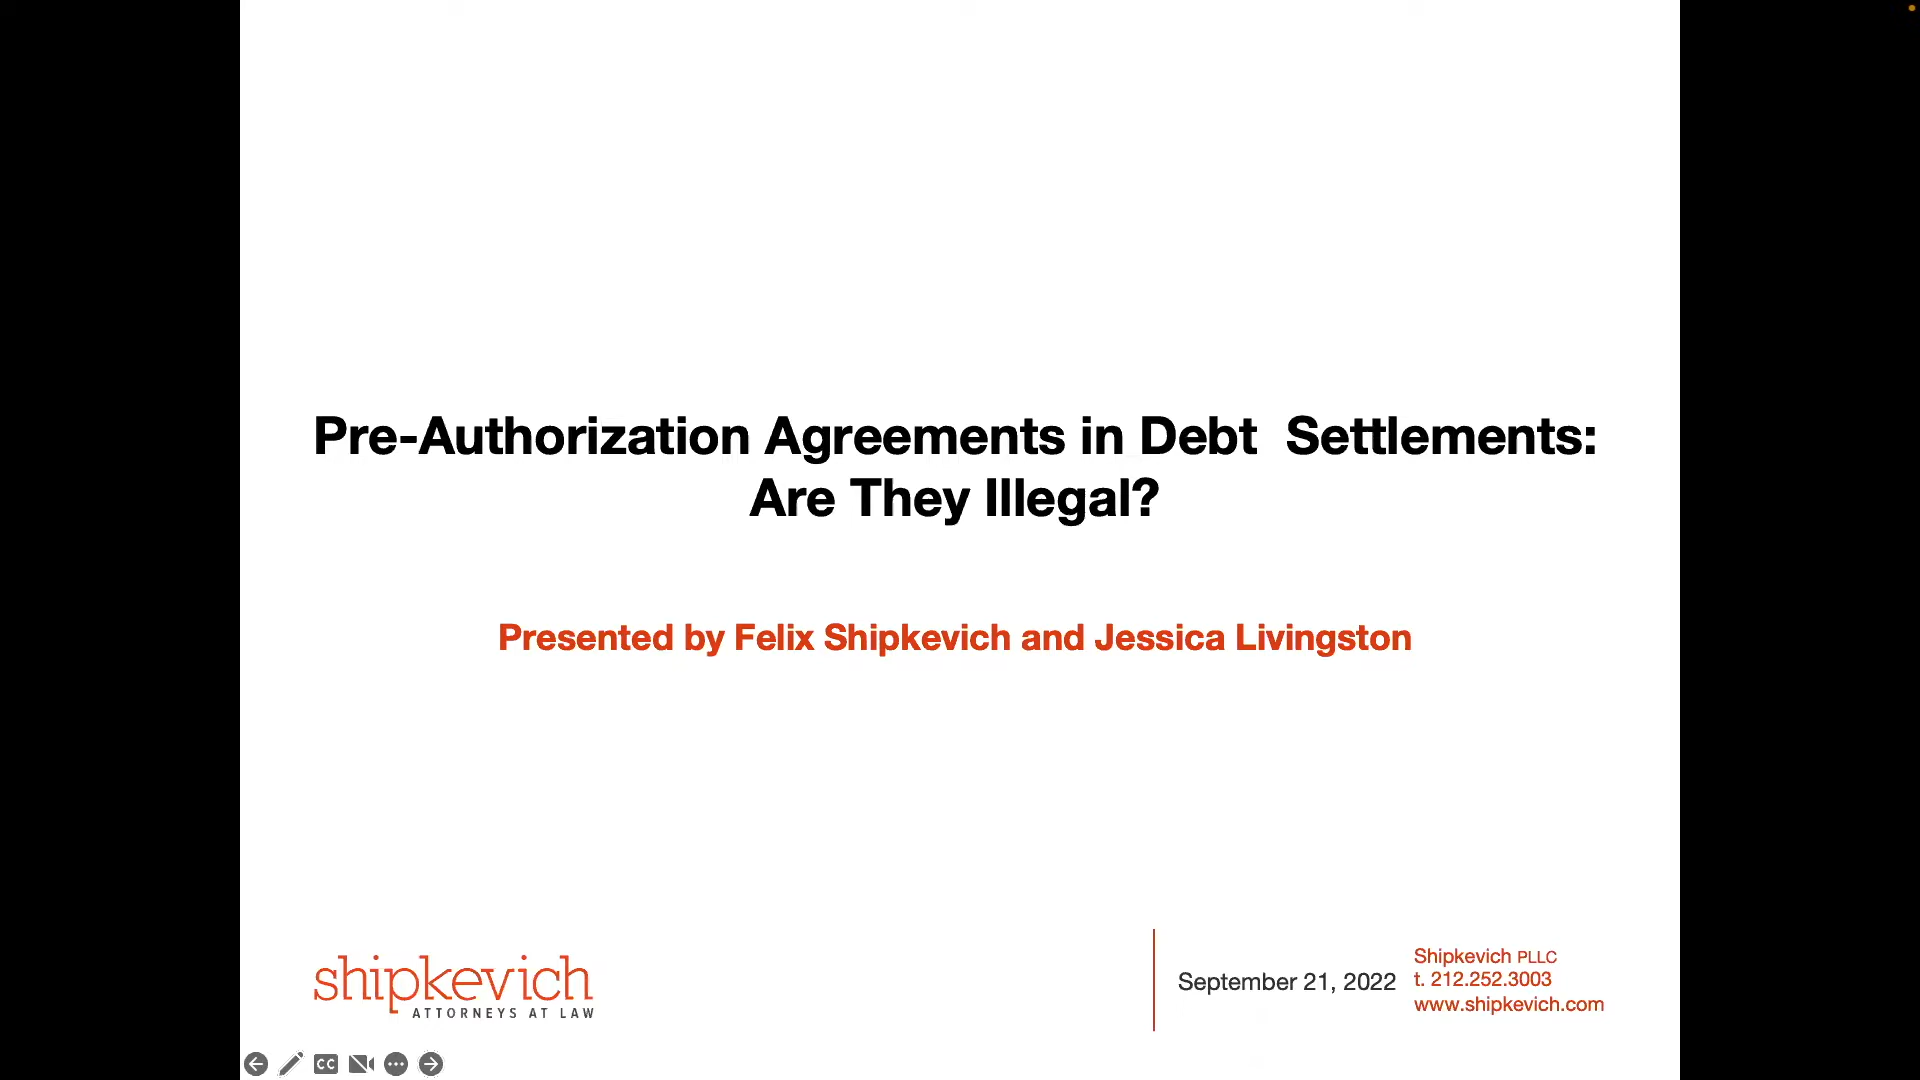 Pre-Authorization Agreements in Debt  Settlements:
Are They Illegal?
Presented by Felix Shipkevich and Jessica Livingston
shipkevich
ATTORNEYS AT LAW
September 21, 2022
Shipkevich PLLC
t. 212.252.3003
www.shipkevich.com
CC